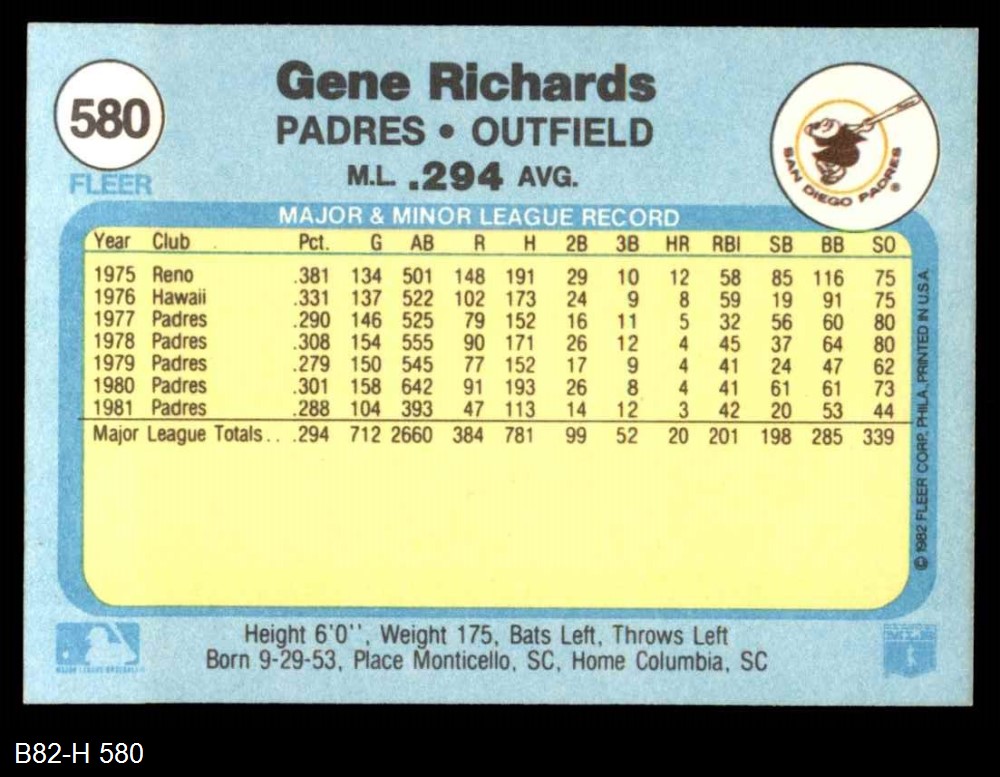 580
FLEER
Gene Richards
PADRES • OUTFIELD
M.L. .294 AVG.
SAN DIEGO PADRES ®
MAJOR & MINOR LEAGUE RECORD
Year Club Pct. G AB R H 2B 3B HR RBI SB BB SO
1975 Reno .381 134 501 148 191 29 10 12 58 85 116 75
1976 Hawaii .331 137 522 102 173 24 9 8 59 19 91 75
1977 Padres .290 146 525 79 152 16 11 5 32 56 60 80
1978 Padres .308 154 555 90 171 26 12 4 45 37 64 80
1979 Padres .279 150 545 77 152 17 9 4 41 24 47 62
1980 Padres .301 158 642 91 193 26 8 4 41 61 61 73
1981 Padres .288 104 393 47 113 14 12 3 42 20 53 44
Major League Totals . . .294 712 2660 384 781 99 52 20 201 198 285 339
© 1982 FLEER CORP. PHILA. PRINTED IN U.S.A.
Height 6'0'', Weight 175, Bats Left, Throws Left
Born 9-29-53, Place Monticello, SC, Home Columbia, SC
MAJOR LEAGUE BASEBALL
B82-H 580